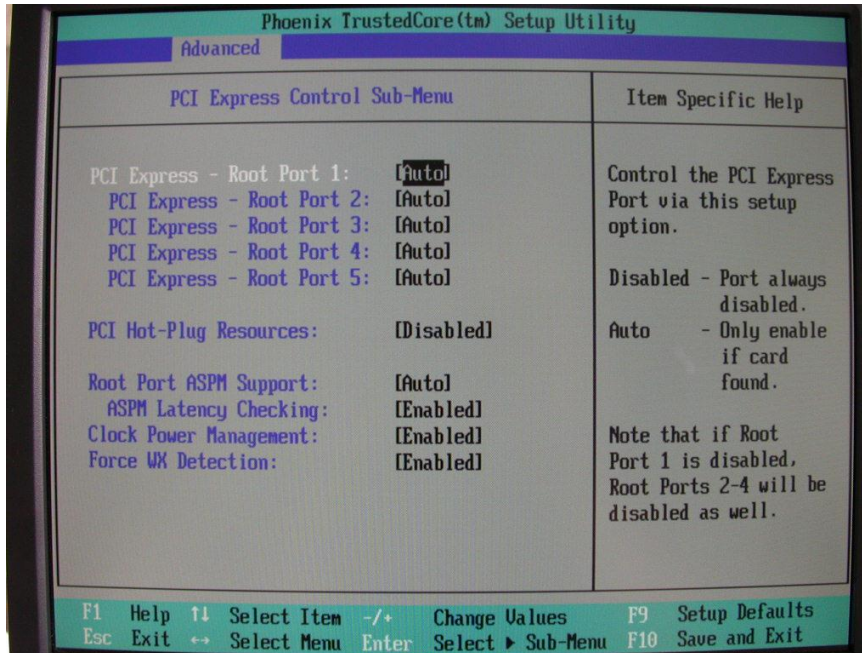 Phoenix TrustedCore(tm) Setup Utility
Advanced
PCI Express Control Sub-Menu
Item Specific Help
PCI Express - Root Port 1: [Auto]
PCI Express - Root Port 2: [Auto]
PCI Express - Root Port 3: [Auto]
PCI Express - Root Port 4: [Auto]
PCI Express - Root Port 5: [Auto]
PCI Hot-Plug Resources: [Disabled]
Root Port ASPM Support: [Auto]
ASPM Latency Checking: [Enabled]
Clock Power Management: [Enabled]
Force WX Detection: [Enabled]
Control the PCI Express
Port via this setup
option.
Disabled - Port always
disabled.
Auto - Only enable
if card
found.
Note that if Root
Port 1 is disabled,
Root Ports 2-4 will be
disabled as well.
F1 Help ↑↓ Select Item -/+ Change Values F9 Setup Defaults
Esc Exit ↔ Select Menu Enter Select ▶ Sub-Menu F10 Save and Exit